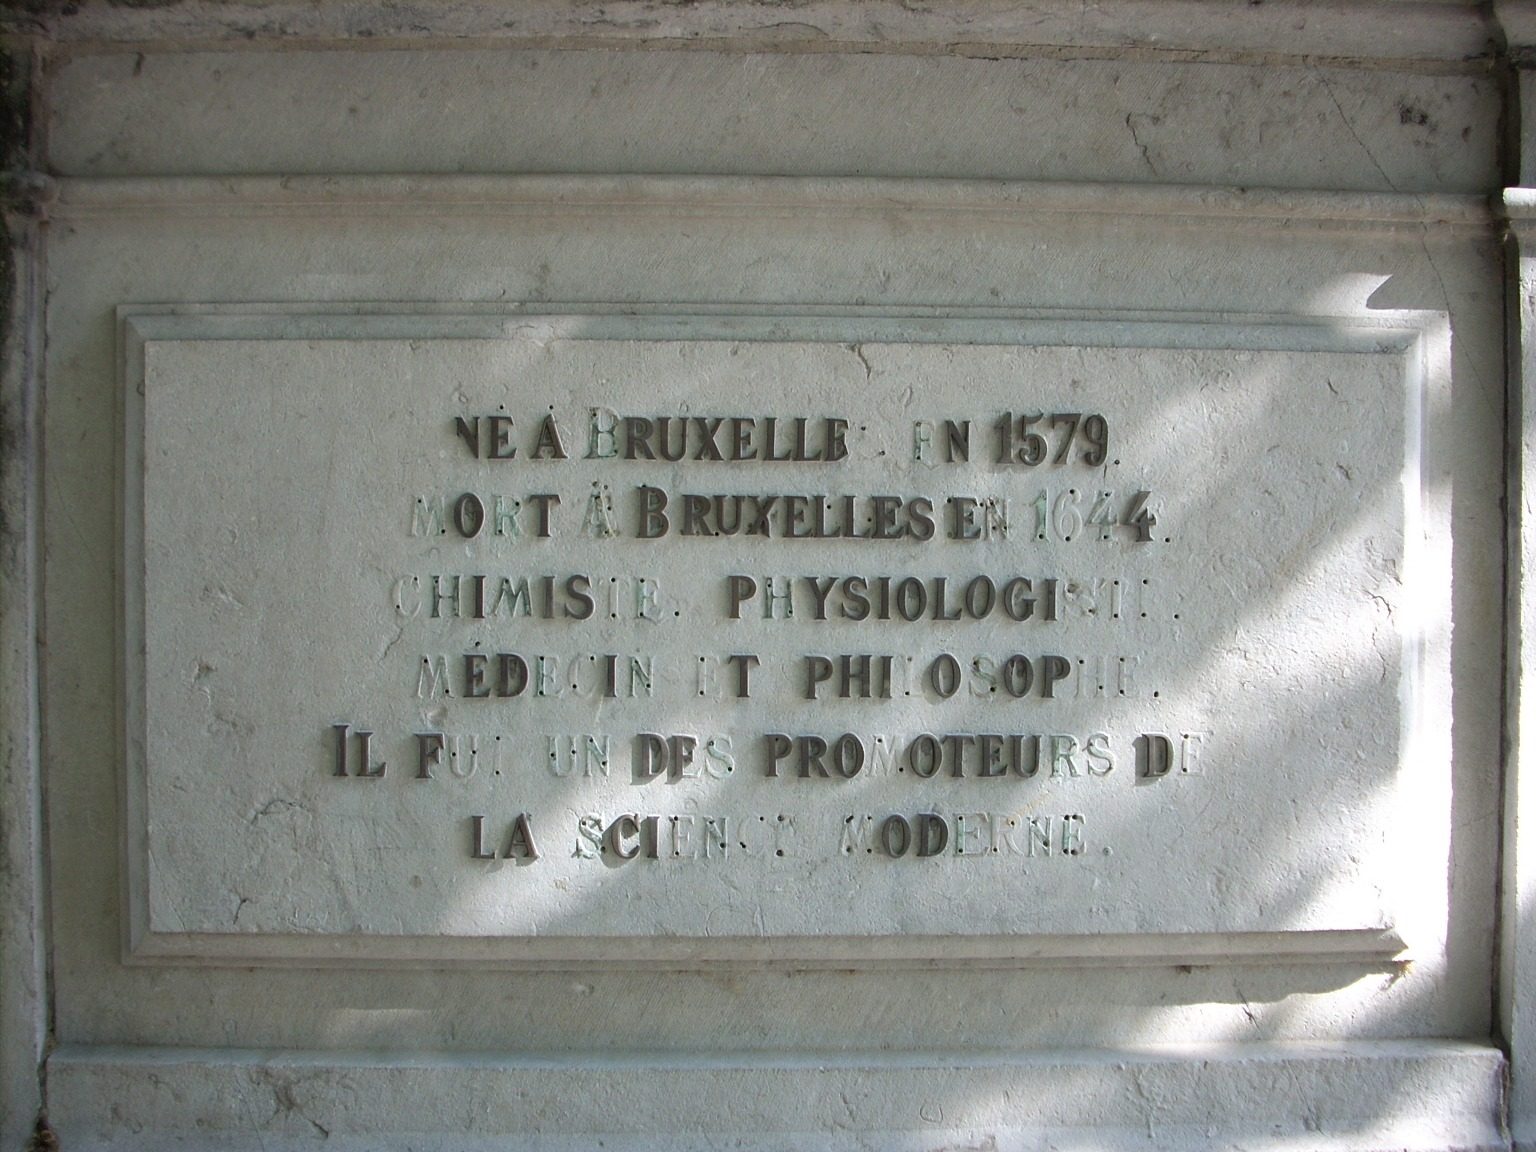 NÉ A BRUXELLES EN 1579.
MORT A BRUXELLES EN 1644.
CHIMISTE. PHYSIOLOGISTE.
MÉDECIN ET PHILOSOPHE.
IL FUT UN DES PROMOTEURS DE
LA SCIENCE MODERNE.